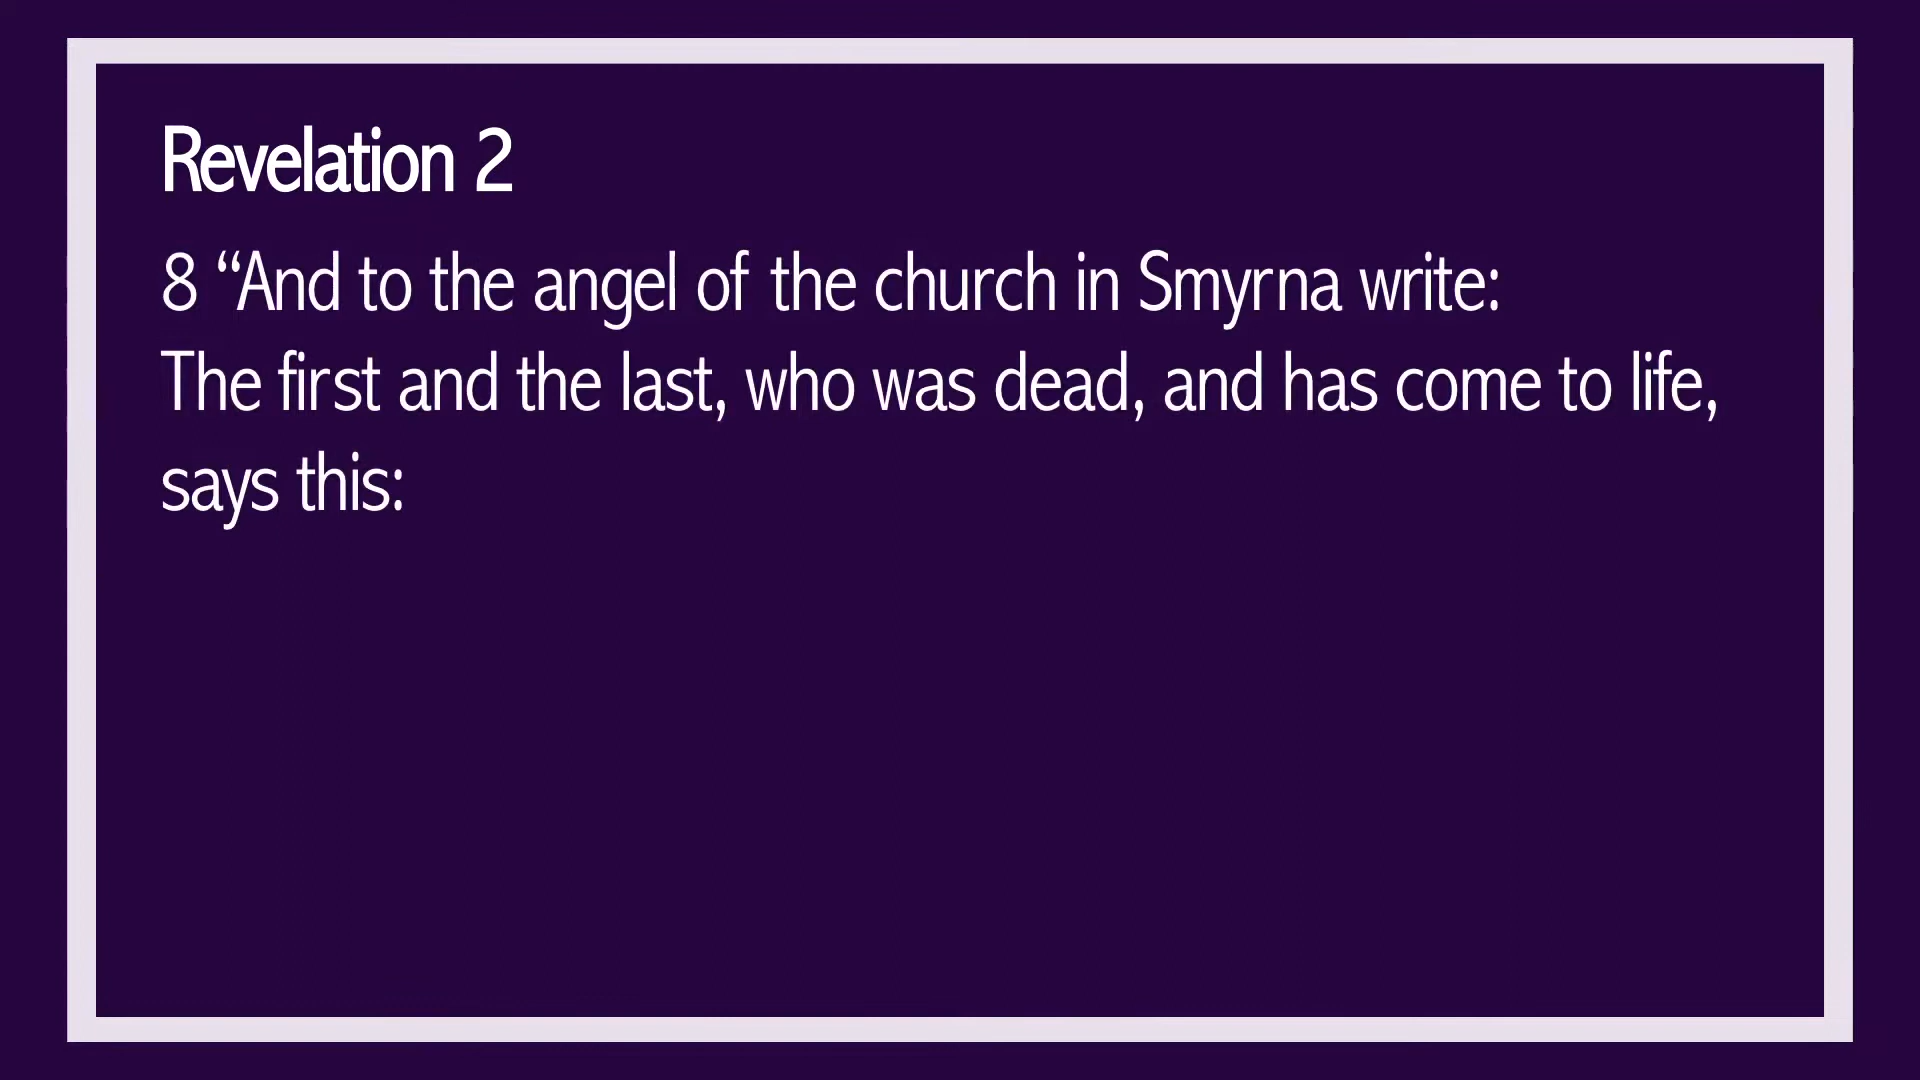 Revelation 2
8 “And to the angel of the church in Smyrna write:
The first and the last, who was dead, and has come to life,
says this: